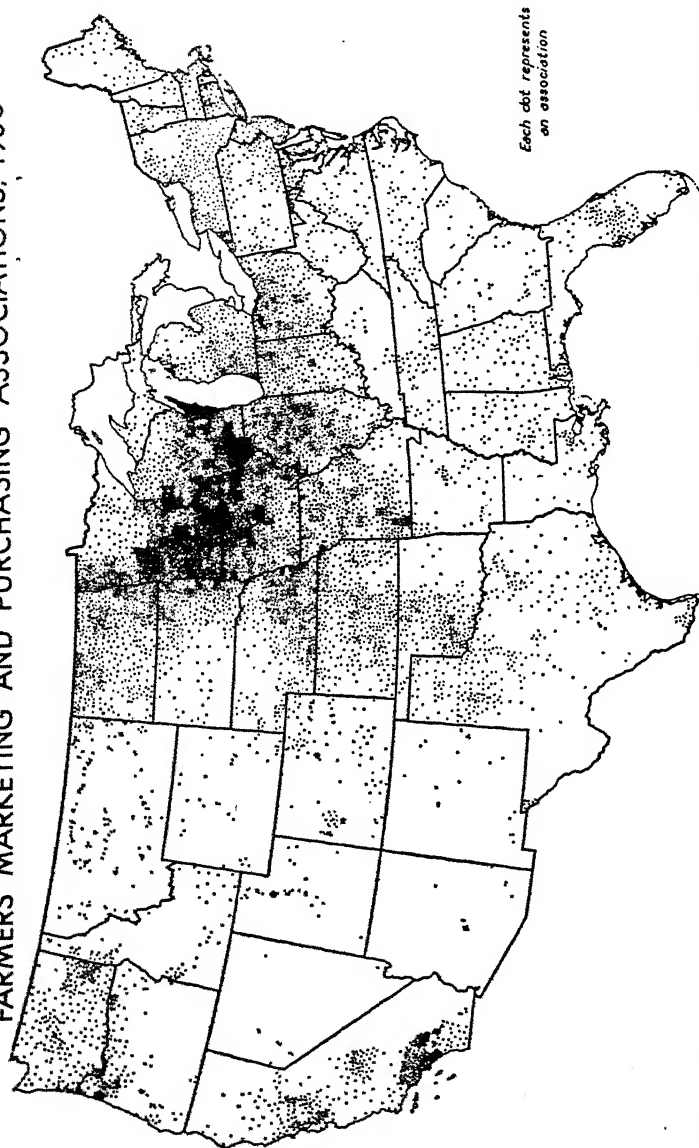 FARMERS MARKETING AND PURCHASING ASSOCIATIONS,
Each dot represents
an association